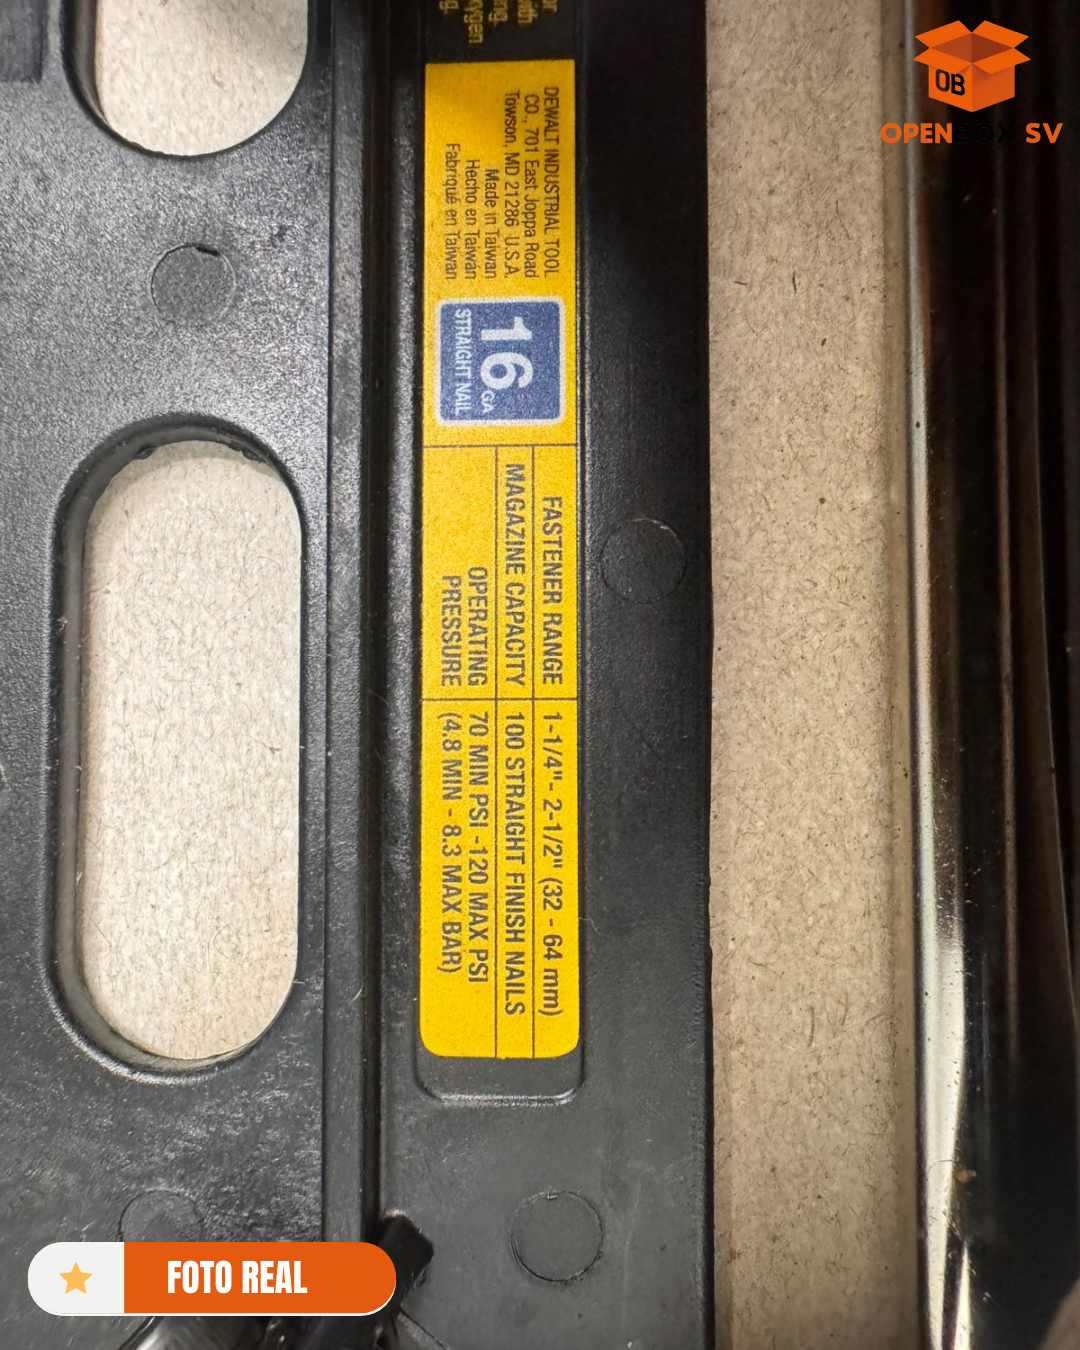 OB
OPENBOX SV
ygen
DEWALT INDUSTRIAL TOOL
CO., 701 East Joppa Road
Towson, MD 21286 U.S.A.
Made in Taiwan
Hecho en Taiwán
Fabriqué en Taiwan
16 GA
STRAIGHT NAIL
FASTENER RANGE 1-1/4"- 2-1/2" (32 - 64 mm)
MAGAZINE CAPACITY 100 STRAIGHT FINISH NAILS
OPERATING PRESSURE 70 MIN PSI -120 MAX PSI
(4.8 MIN - 8.3 MAX BAR)
FOTO REAL